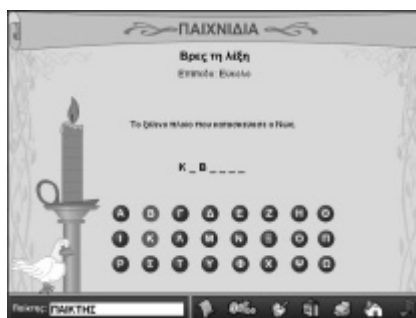 ΠΑΙΧΝΙΔΙΑ
Βρες τη λέξη
Επίπεδο: Εύκολο
Το ξύλινο πλοίο που κατασκεύασε ο Νώε.
Κ _ Β _ _ _ _
Α Β Γ Δ Ε Ζ Η Θ
Ι Κ Λ Μ Ν Ξ Ο Π
Ρ Σ Τ Υ Φ Χ Ψ Ω
Παίκτης: ΠΑΙΚΤΗΣ